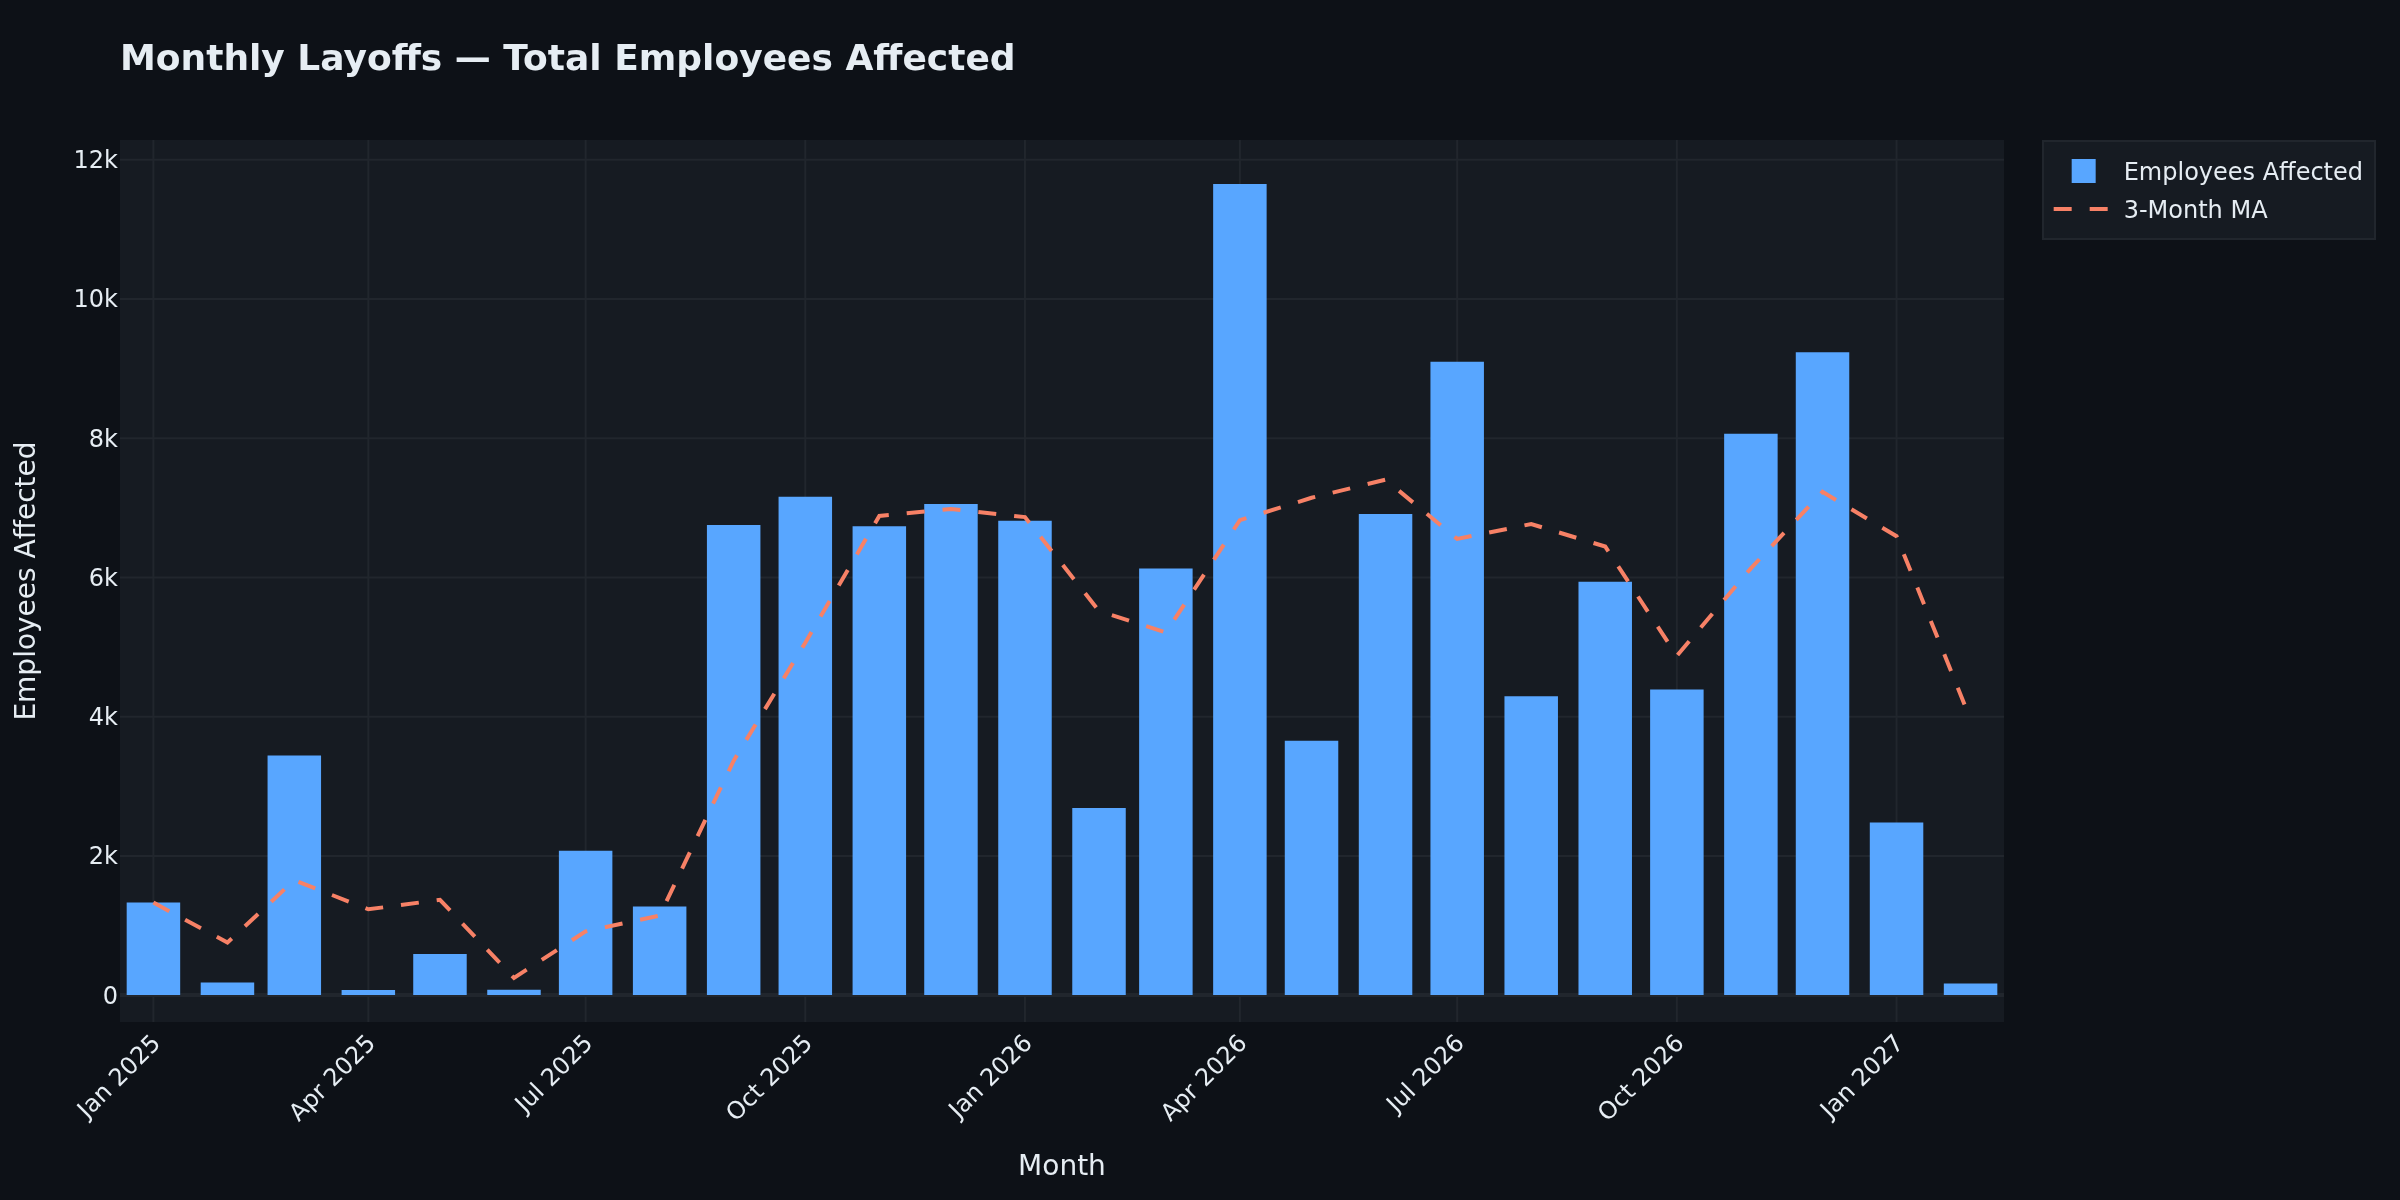 Monthly Layoffs — Total Employees Affected
Employees Affected
3-Month MA
12k
10k
8k
6k
4k
2k
0
Employees Affected
Jan 2025
Apr 2025
Jul 2025
Oct 2025
Jan 2026
Apr 2026
Jul 2026
Oct 2026
Jan 2027
Month